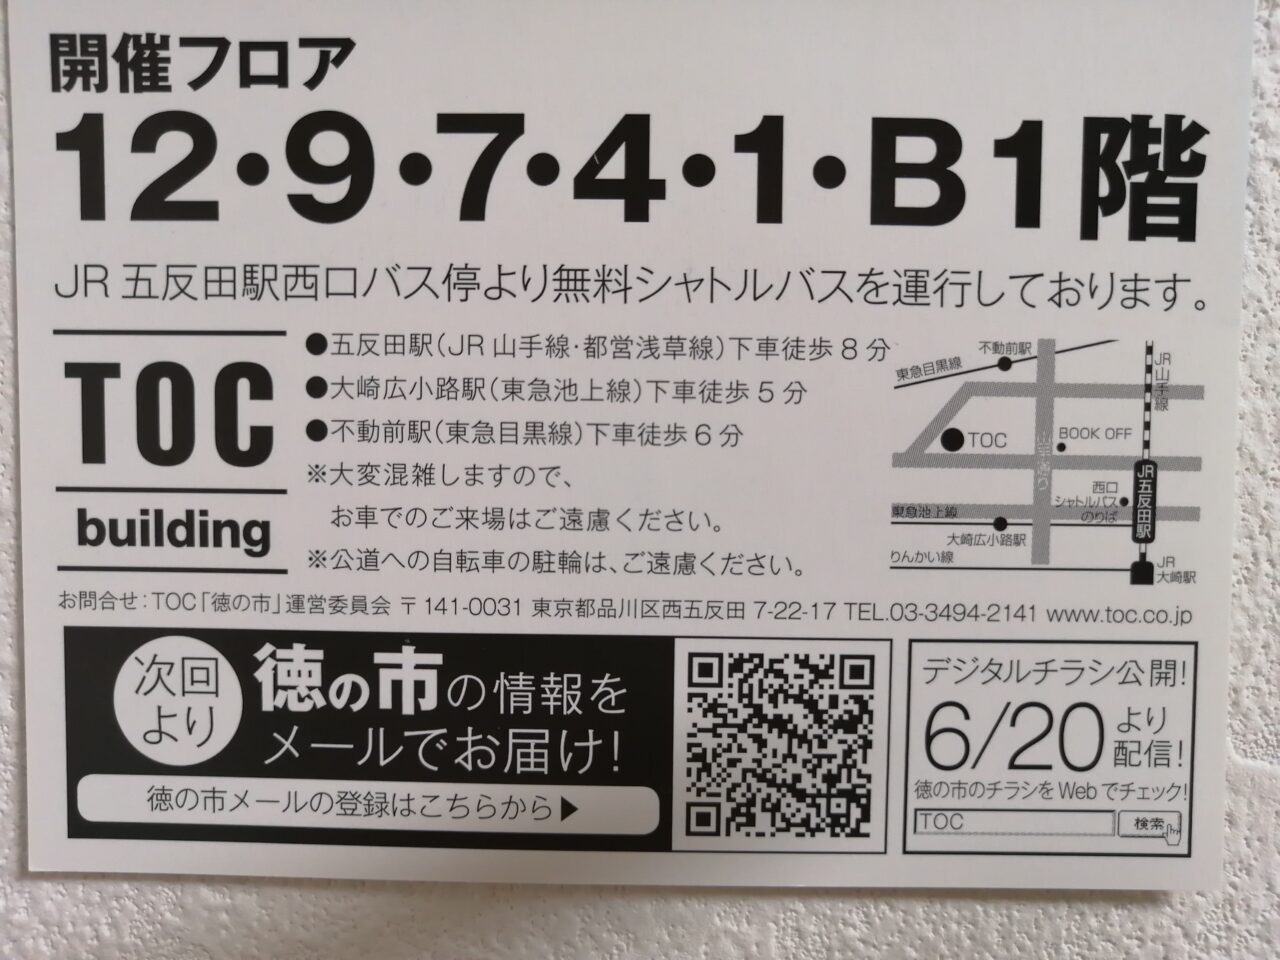 開催フロア
12・9・7・4・1・B1階
JR 五反田駅西口バス停より無料シャトルバスを運行しております。
TOC
building
●五反田駅(JR 山手線・都営浅草線)下車徒歩 8 分
●大崎広小路駅(東急池上線)下車徒歩 5 分
●不動前駅(東急目黒線)下車徒歩 6 分
※大変混雑しますので、
お車でのご来場はご遠慮ください。
※公道への自転車の駐輪は、ご遠慮ください。
不動前駅
東急目黒線
JR山手線
TOC
BOOK OFF
山手通り
JR五反田駅
西口
シャトルバス
のりば
東急池上線
大崎広小路駅
りんかい線
JR
大崎駅
お問合せ:TOC「徳の市」運営委員会 〒141-0031 東京都品川区西五反田 7-22-17 TEL.03-3494-2141 www.toc.co.jp
次回
より
徳の市の情報を
メールでお届け!
徳の市メールの登録はこちらから▶
デジタルチラシ公開!
6/20より
配信!
徳の市のチラシをWebでチェック!
TOC
検索